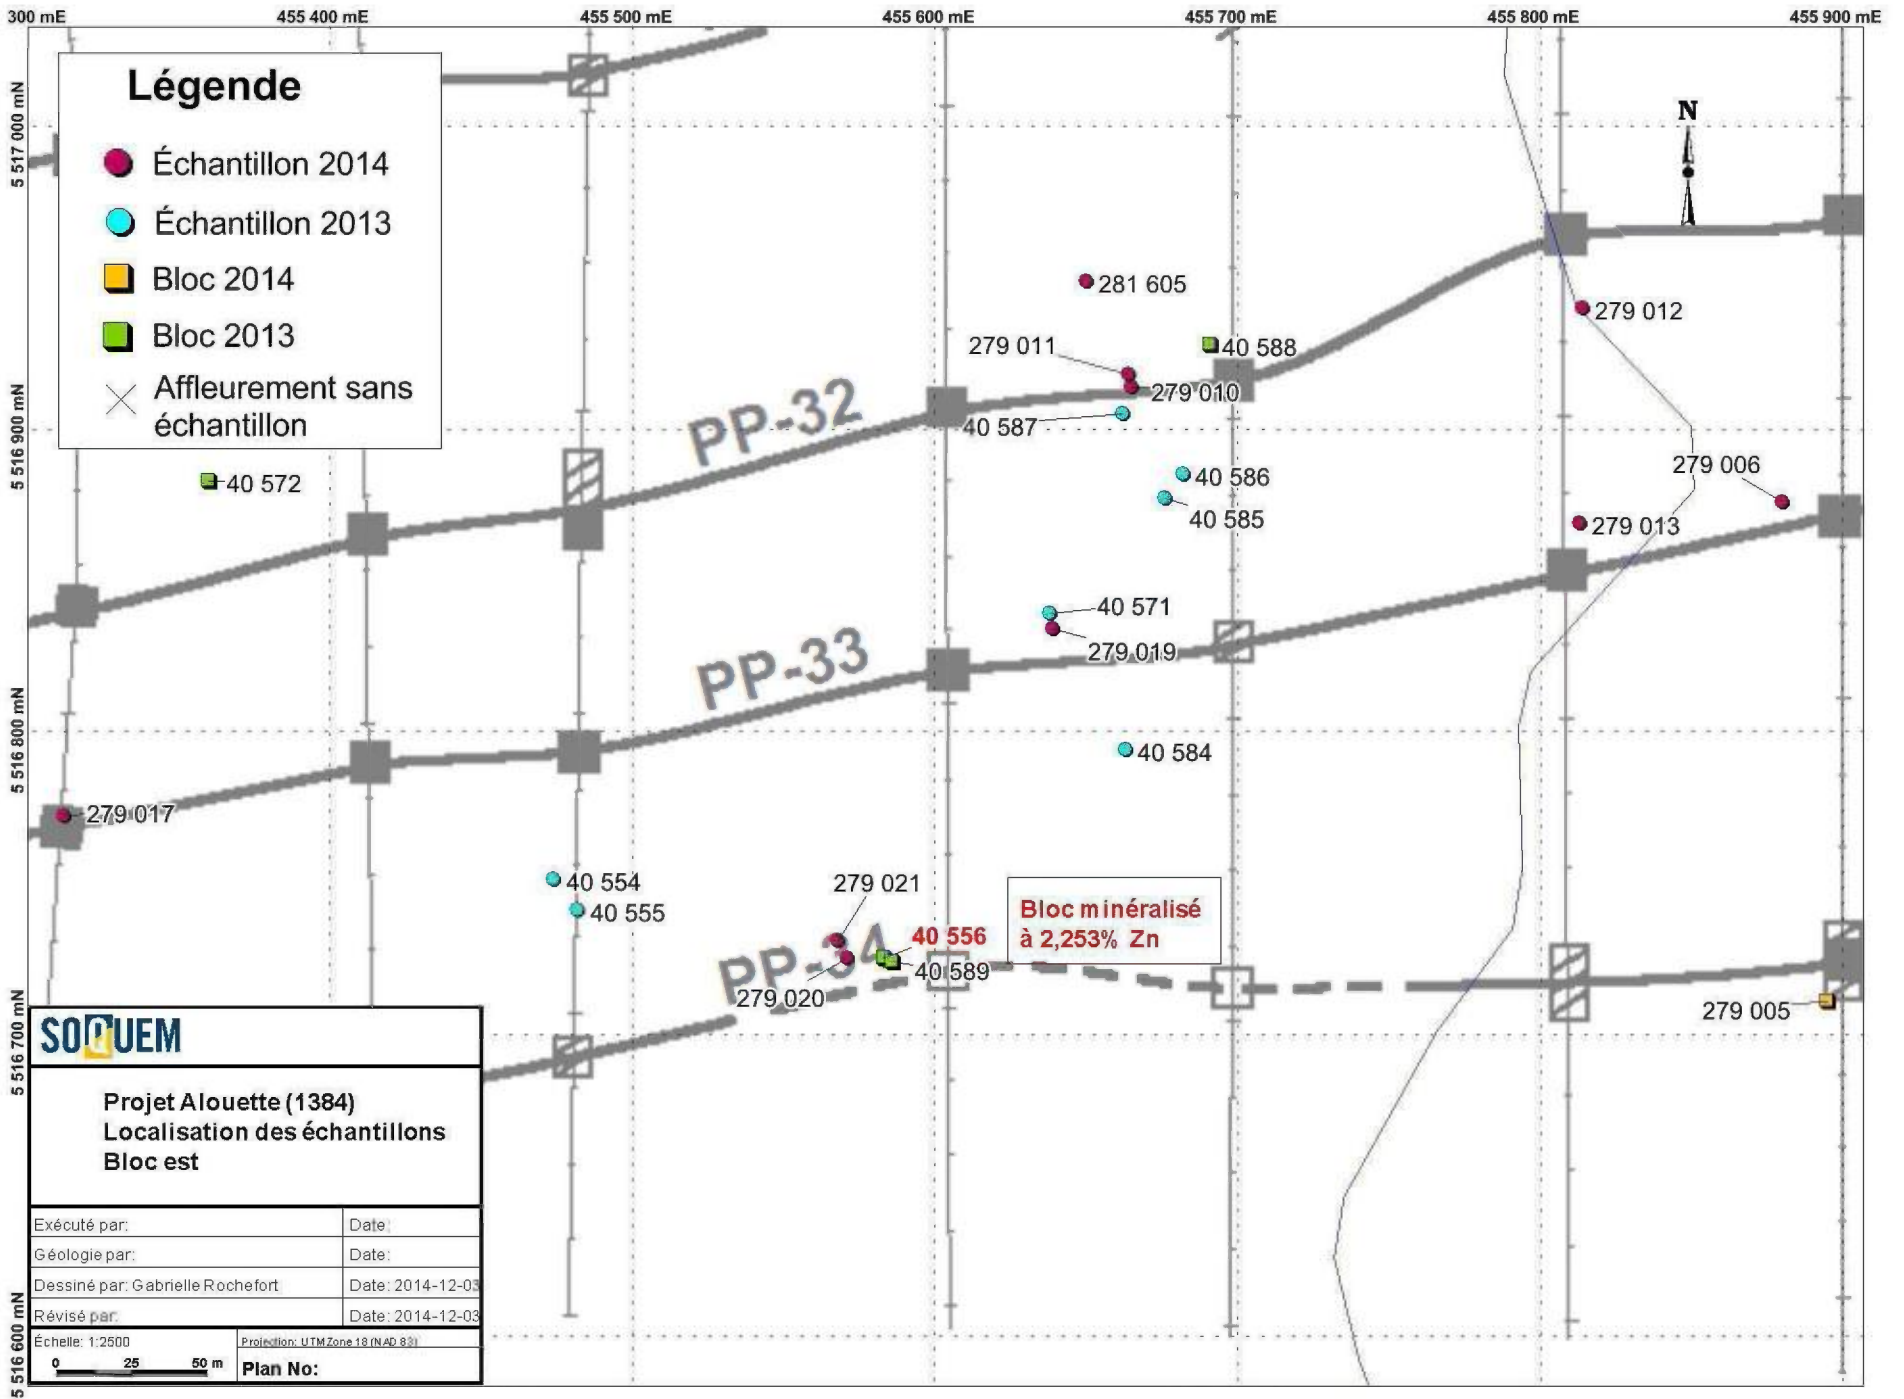 300 mE
455 400 mE
455 500 mE
455 600 mE
455 700 mE
455 800 mE
455 900 mE
5 517 000 mN
5 516 900 mN
5 516 800 mN
5 516 700 mN
5 516 600 mN
Légende
Échantillon 2014
Échantillon 2013
Bloc 2014
Bloc 2013
Affleurement sans
échantillon
N
281 605
279 012
279 011
40 588
279 010
40 587
PP-32
279 006
40 572
40 586
40 585
279 013
40 571
279 019
PP-33
40 584
279 017
40 554
279 021
40 555
Bloc minéralisé
à 2,253% Zn
40 556
PP-34
40 589
279 020
279 005
SOQUEM
Projet Alouette (1384)
Localisation des échantillons
Bloc est
Exécuté par:
Date:
Géologie par:
Date:
Dessiné par: Gabrielle Rochefort
Date: 2014-12-03
Révisé par:
Date: 2014-12-03
Échelle: 1:2500
Projection: UTM Zone 18 (NAD 83)
0 25 50 m
Plan No: